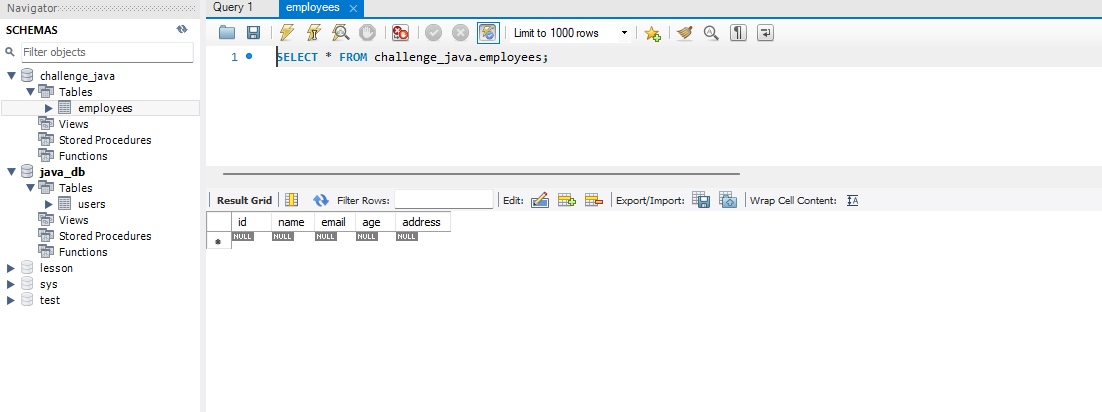 Navigator
Query 1 employees
SCHEMAS
Filter objects
Limit to 1000 rows
1 SELECT * FROM challenge_java.employees;
challenge_java
Tables
employees
Views
Stored Procedures
Functions
java_db
Tables
users
Views
Stored Procedures
Functions
lesson
sys
test
Result Grid Filter Rows: Edit: Export/Import: Wrap Cell Content: IA
id name email age address
* NULL NULL NULL NULL NULL